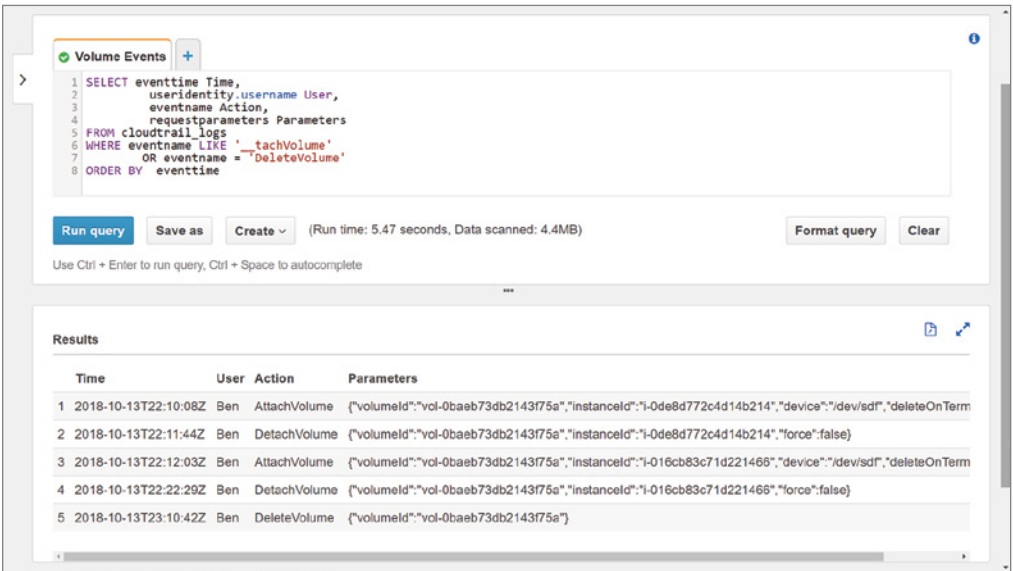 Volume Events +
1 SELECT eventtime Time,
2 useridentity.username User,
3 eventname Action,
4 requestparameters Parameters
5 FROM cloudtrail_logs
6 WHERE eventname LIKE '__tachVolume'
7 OR eventname = 'DeleteVolume'
8 ORDER BY eventtime
Run query Save as Create (Run time: 5.47 seconds, Data scanned: 4.4MB) Format query Clear
Use Ctrl + Enter to run query, Ctrl + Space to autocomplete
Results
Time User Action Parameters
1 2018-10-13T22:10:08Z Ben AttachVolume {"volumeId":"vol-0baeb73db2143f75a","instanceId":"i-0de8d772c4d14b214","device":"/dev/sdf","deleteOnTerm
2 2018-10-13T22:11:44Z Ben DetachVolume {"volumeId":"vol-0baeb73db2143f75a","instanceId":"i-0de8d772c4d14b214","force":false}
3 2018-10-13T22:12:03Z Ben AttachVolume {"volumeId":"vol-0baeb73db2143f75a","instanceId":"i-016cb83c71d221466","device":"/dev/sdf","deleteOnTerm
4 2018-10-13T22:22:29Z Ben DetachVolume {"volumeId":"vol-0baeb73db2143f75a","instanceId":"i-016cb83c71d221466","force":false}
5 2018-10-13T23:10:42Z Ben DeleteVolume {"volumeId":"vol-0baeb73db2143f75a"}